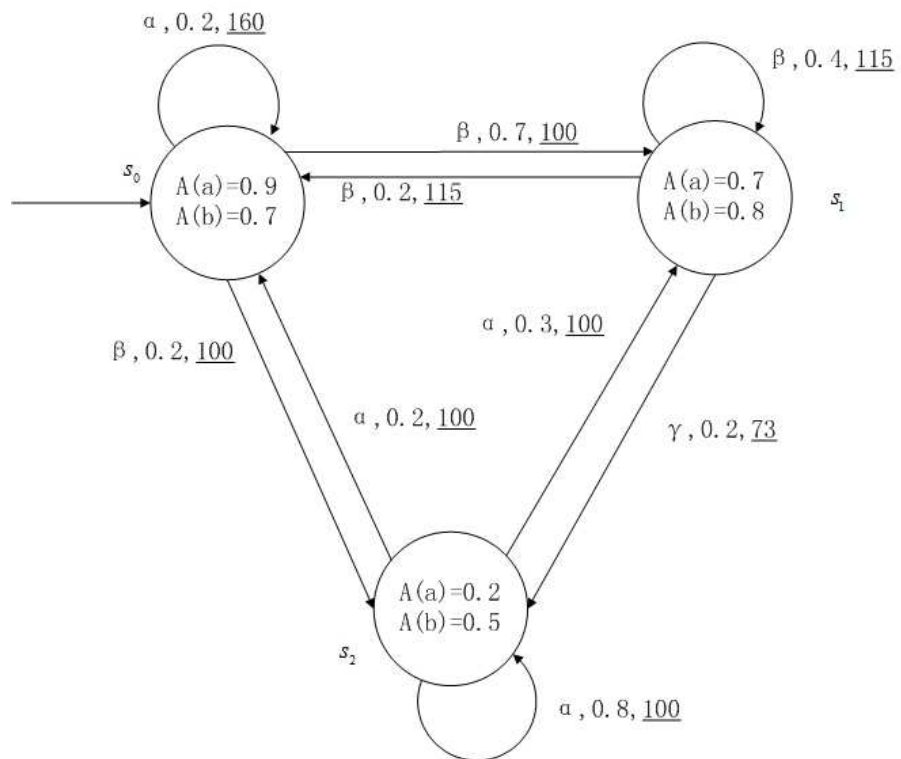 α,0.2,160
β,0.4,115
β,0.7,100
s₀
A(a)=0.9
A(b)=0.7
β,0.2,115
A(a)=0.7
A(b)=0.8
s₁
α,0.3,100
β,0.2,100
α,0.2,100
γ,0.2,73
A(a)=0.2
A(b)=0.5
s₂
α,0.8,100